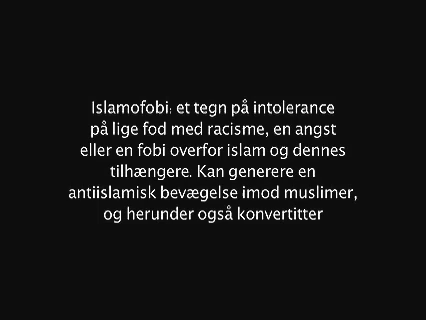 Islamofobi: et tegn på intolerance
på lige fod med racisme, en angst
eller en fobi overfor islam og dennes
tilhængere. Kan generere en
antiislamisk bevægelse imod muslimer,
og herunder også konvertitter